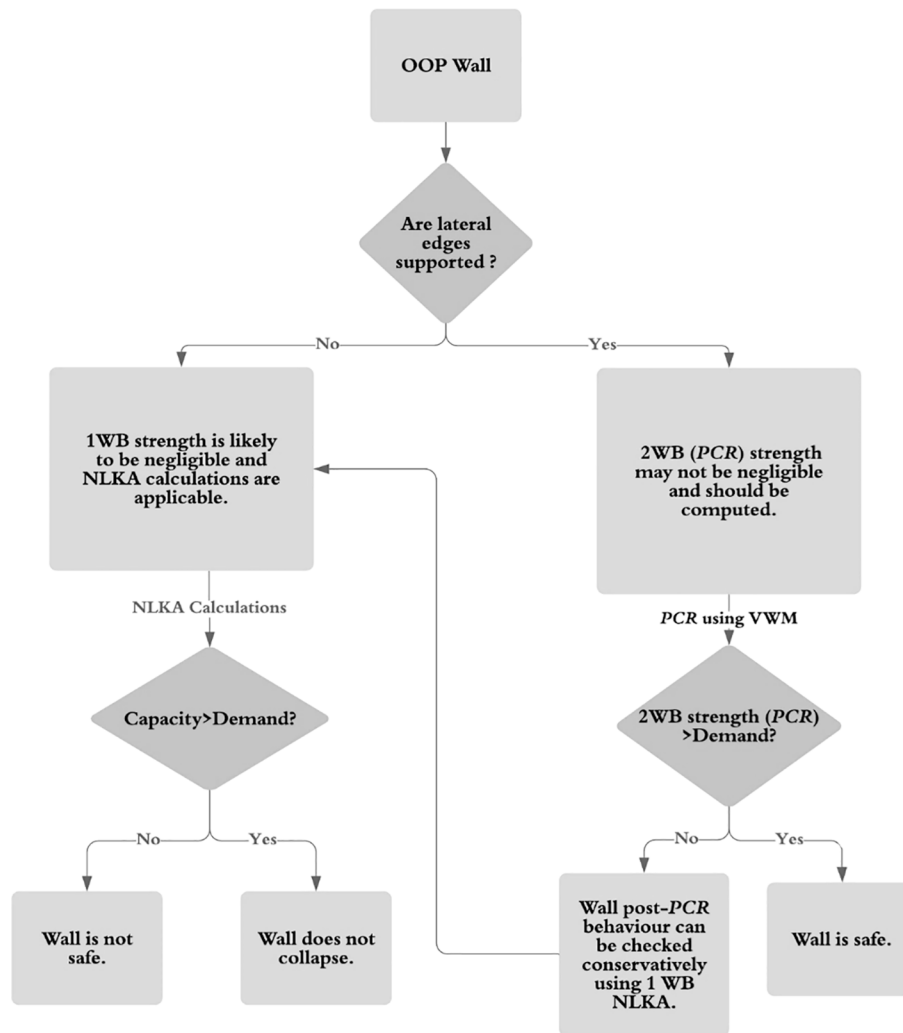 OOP Wall
Are lateral
edges
supported ?
No
Yes
1WB strength is likely
to be negligible and
NLKA calculations are
applicable.
2WB (PCR) strength
may not be negligible
and should be
computed.
NLKA Calculations
PCR using VWM
Capacity>Demand?
2WB strength (PCR)
>Demand?
No
Yes
No
Yes
Wall is not
safe.
Wall does not
collapse.
Wall post-PCR
behaviour can
be checked
conservatively
using 1 WB
NLKA.
Wall is safe.